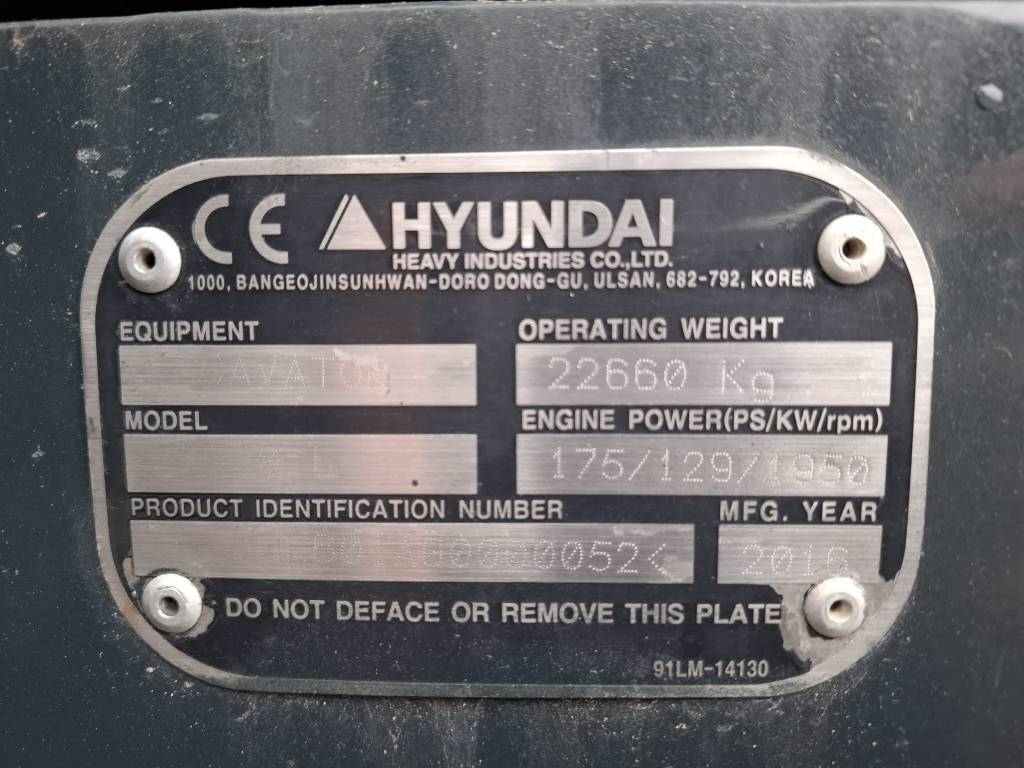 CE HYUNDAI
HEAVY INDUSTRIES CO.,LTD.
1000, BANGEOJINSUNHWAN-DORO DONG-GU, ULSAN, 682-792, KOREA
EQUIPMENT
OPERATING WEIGHT
22660 Kg
MODEL
ENGINE POWER(PS/KW/rpm)
175/129/1950
PRODUCT IDENTIFICATION NUMBER
MFG. YEAR
2016
DO NOT DEFACE OR REMOVE THIS PLATE
91LM-14130